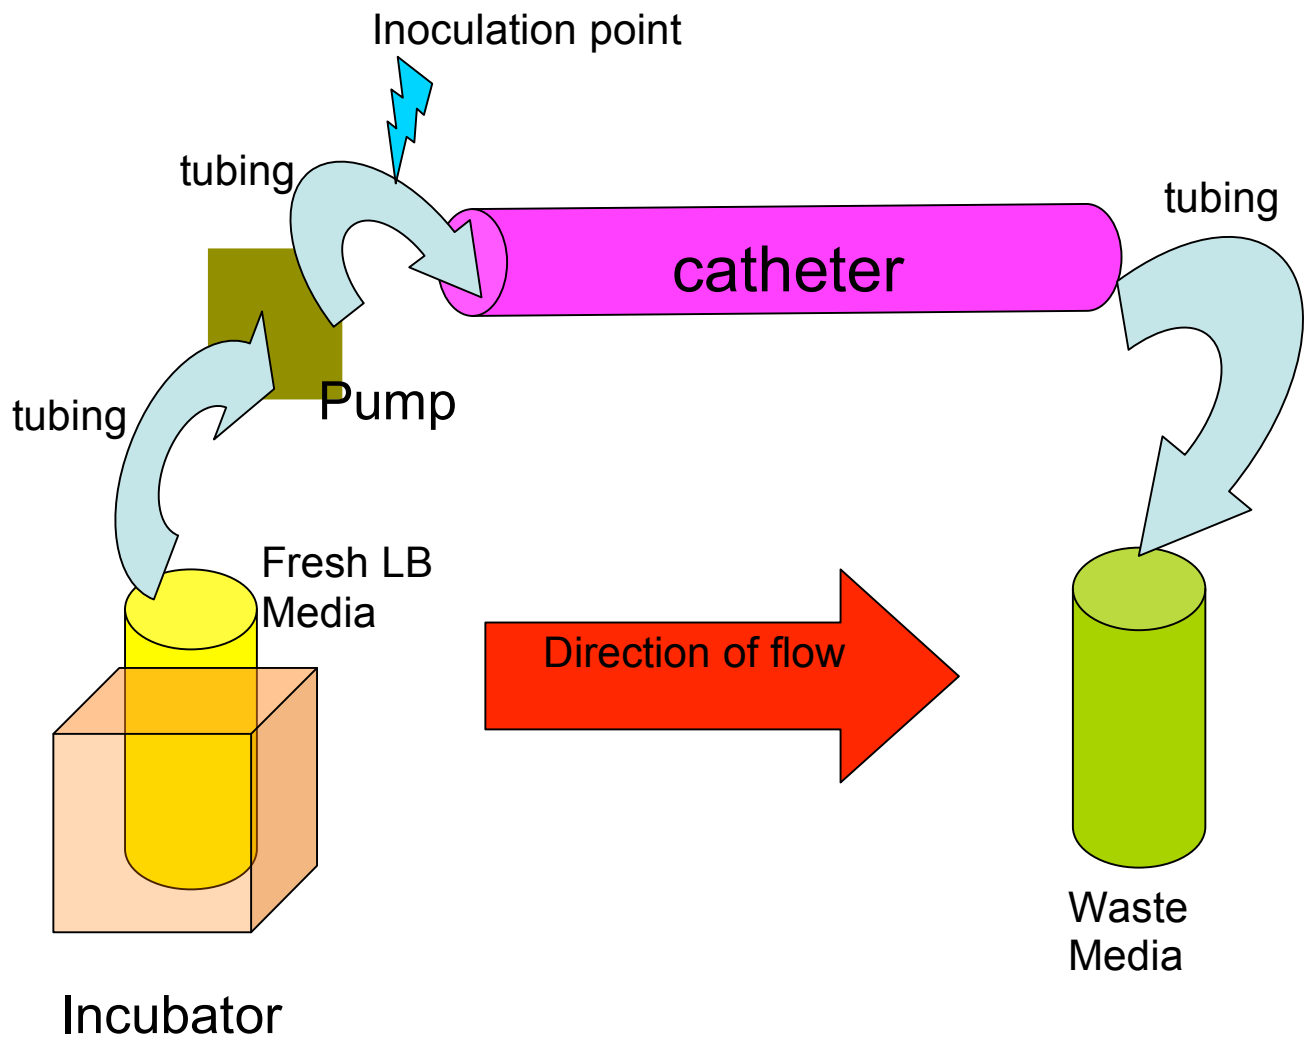 Inoculation point
tubing
tubing
catheter
Pump
tubing
Fresh LB
Media
Direction of flow
Waste
Media
Incubator